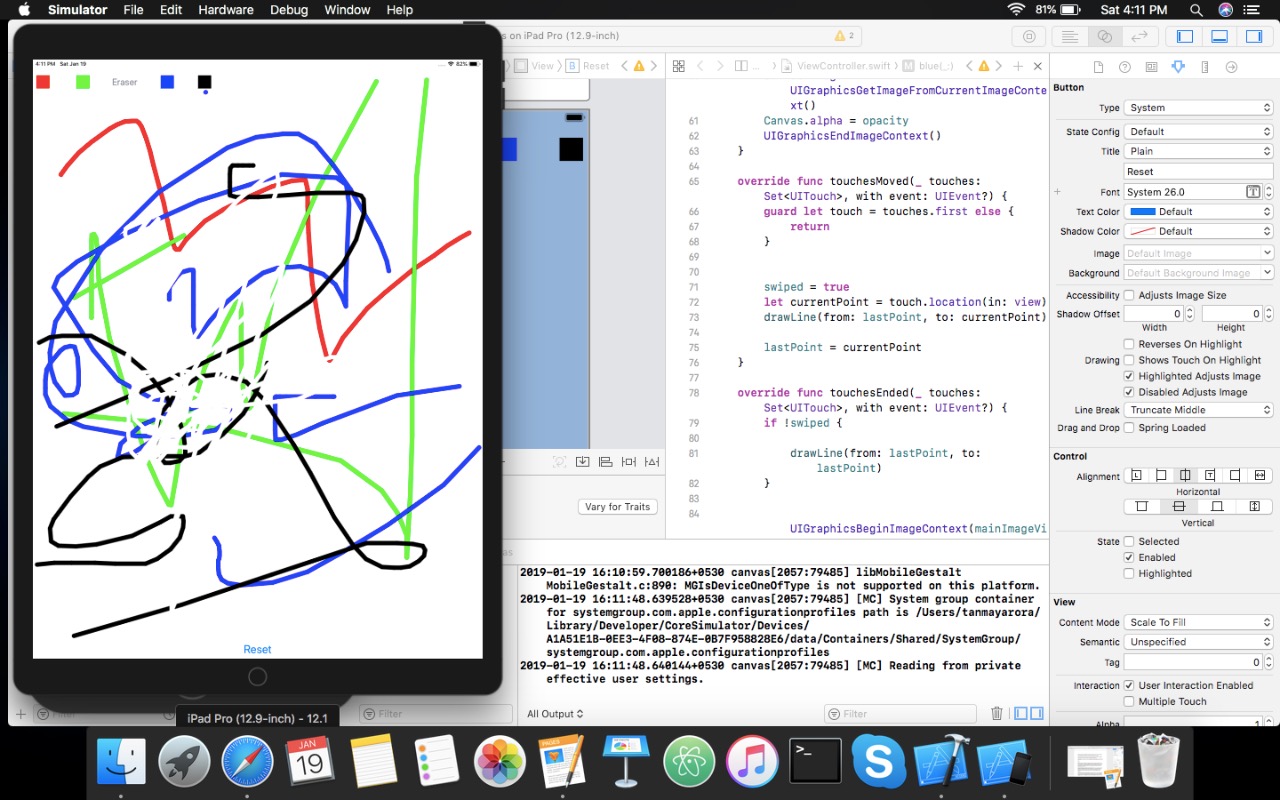 Simulator File Edit Hardware Debug Window Help
81% Sat 4:11 PM
s on iPad Pro (12.9-inch)
2
View
Reset
ViewController.swift
blue(_:)
4:11 PM Sat Jan 19
82%
Eraser
Reset
iPad Pro (12.9-inch) - 12.1
Vary for Traits
UIGraphicsGetImageFromCurrentImageConte
xt()
61 Canvas.alpha = opacity
62 UIGraphicsEndImageContext()
63 }
64
65 override func touchesMoved(_ touches:
Set<UITouch>, with event: UIEvent?) {
66 guard let touch = touches.first else {
67 return
68 }
69
70
71 swiped = true
72 let currentPoint = touch.location(in: view)
73 drawLine(from: lastPoint, to: currentPoint)
74
75 lastPoint = currentPoint
76 }
77
78 override func touchesEnded(_ touches:
Set<UITouch>, with event: UIEvent?) {
79 if !swiped {
80
81 drawLine(from: lastPoint, to:
lastPoint)
82 }
83
84
UIGraphicsBeginImageContext(mainImageVi
2019-01-19 16:10:59.700186+0530 canvas[2057:79485] libMobileGestalt
MobileGestalt.c:890: MGIsDeviceOneOfType is not supported on this platform.
2019-01-19 16:11:48.639528+0530 canvas[2057:79485] [MC] System group container
for systemgroup.com.apple.configurationprofiles path is /Users/tanmayarora/
Library/Developer/CoreSimulator/Devices/
A1A51E1B-0EE3-4F08-874E-0B7F958828E6/data/Containers/Shared/SystemGroup/
systemgroup.com.apple.configurationprofiles
2019-01-19 16:11:48.640144+0530 canvas[2057:79485] [MC] Reading from private
effective user settings.
Filter
All Output
Filter
Button
Type System
State Config Default
Title Plain
Reset
Font System 26.0
Text Color Default
Shadow Color Default
Image Default Image
Background Default Background Image
Accessibility Adjusts Image Size
Shadow Offset 0 0
Width Height
Reverses On Highlight
Drawing Shows Touch On Highlight
Highlighted Adjusts Image
Disabled Adjusts Image
Line Break Truncate Middle
Drag and Drop Spring Loaded
Control
Alignment
Horizontal
Vertical
State Selected
Enabled
Highlighted
View
Content Mode Scale To Fill
Semantic Unspecified
Tag 0
Interaction User Interaction Enabled
Multiple Touch
Alpha 1
JAN
19
PAGES